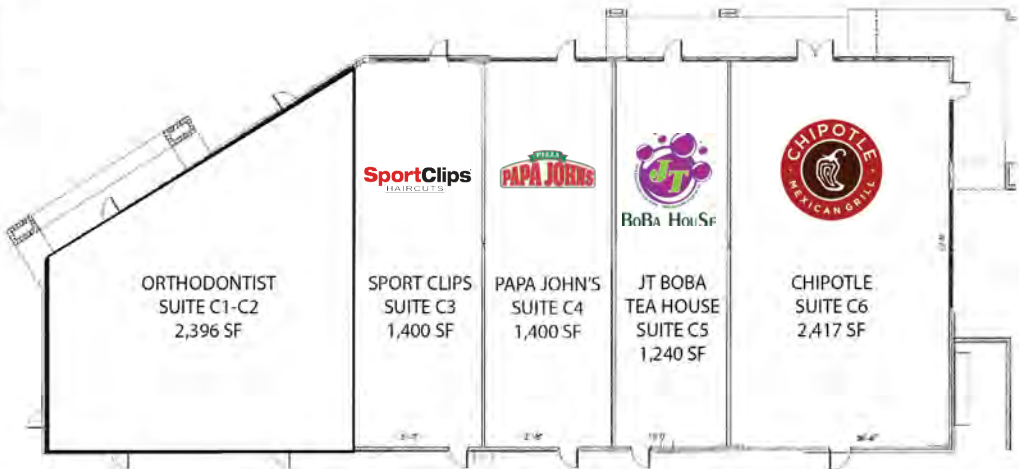 SportClips
HAIRCUTS
PIZZA
PAPA JOHNS
JT
BOBA HOUSE
CHIPOTLE
MEXICAN GRILL
ORTHODONTIST
SUITE C1-C2
2,396 SF
SPORT CLIPS
SUITE C3
1,400 SF
PAPA JOHN'S
SUITE C4
1,400 SF
JT BOBA
TEA HOUSE
SUITE C5
1,240 SF
CHIPOTLE
SUITE C6
2,417 SF